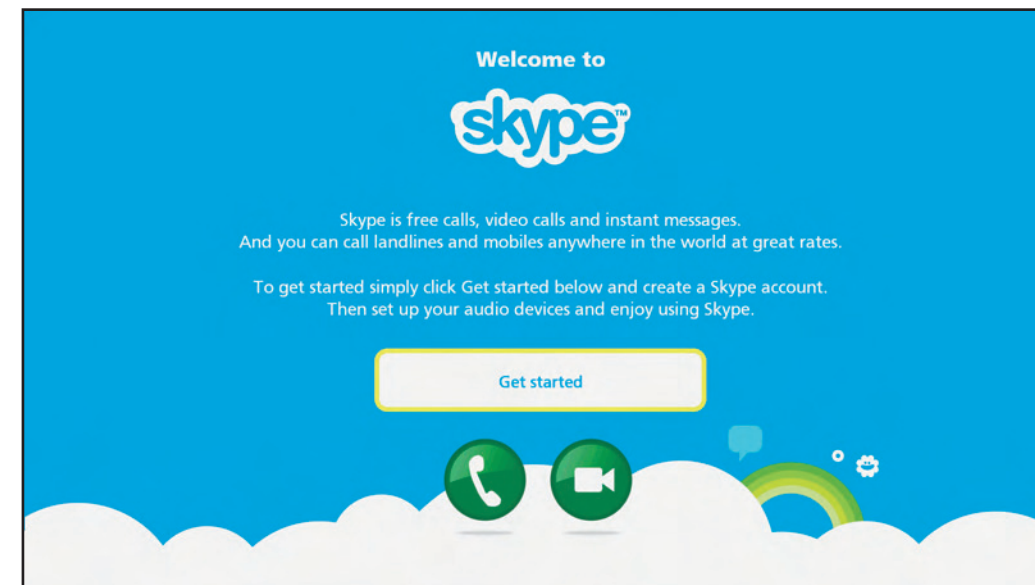 Welcome to
skype™
Skype is free calls, video calls and instant messages.
And you can call landlines and mobiles anywhere in the world at great rates.
To get started simply click Get started below and create a Skype account.
Then set up your audio devices and enjoy using Skype.
Get started